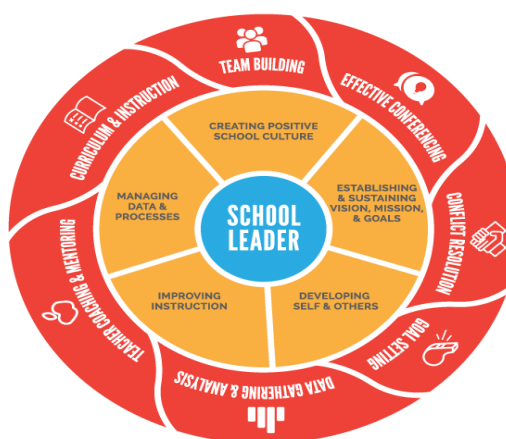 TEAM BUILDING
EFFECTIVE CONFERENCING
CONFLICT RESOLUTION
GOAL SETTING
DATA GATHERING & ANALYSIS
TEACHER COACHING & MENTORING
CURRICULUM & INSTRUCTION
CREATING POSITIVE
SCHOOL CULTURE
ESTABLISHING
& SUSTAINING
VISION, MISSION,
& GOALS
DEVELOPING
SELF & OTHERS
IMPROVING
INSTRUCTION
MANAGING
DATA &
PROCESSES
SCHOOL
LEADER